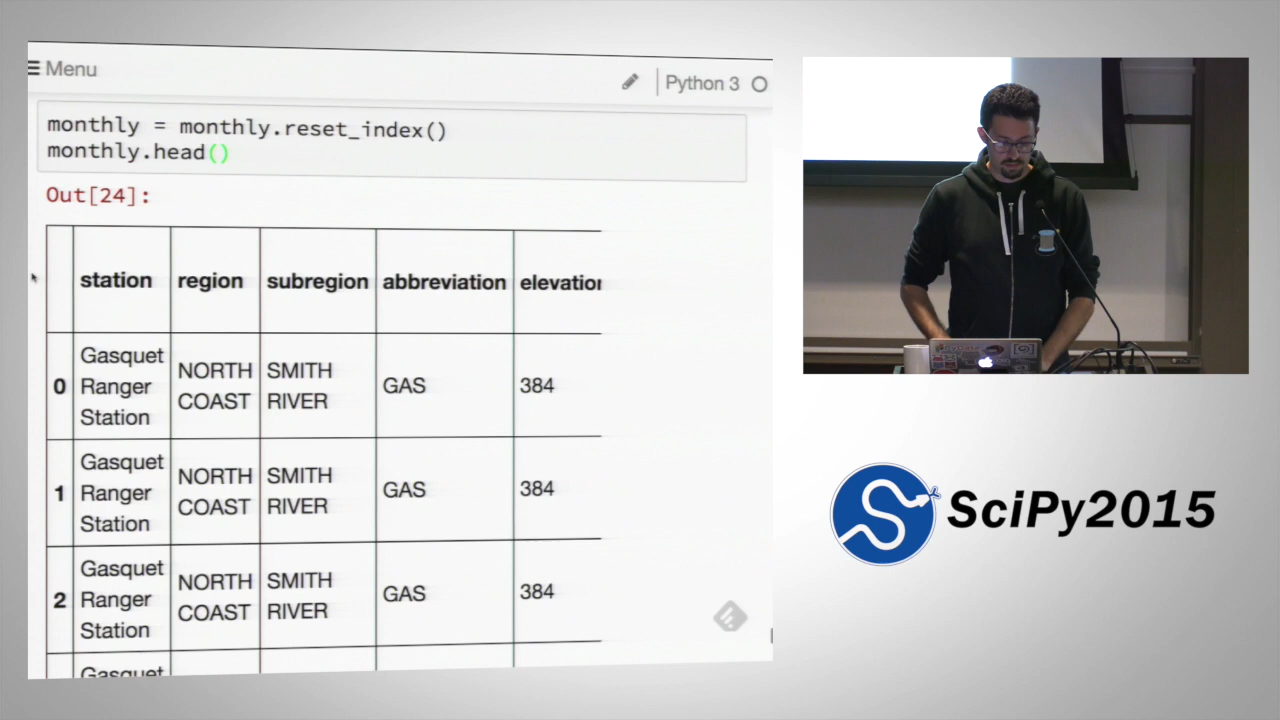 Menu
Python 3
monthly = monthly.reset_index()
monthly.head()
Out[24]:
station region subregion abbreviation elevation
0 Gasquet Ranger Station NORTH COAST SMITH RIVER GAS 384
1 Gasquet Ranger Station NORTH COAST SMITH RIVER GAS 384
2 Gasquet Ranger Station NORTH COAST SMITH RIVER GAS 384
Gasquet
SciPy2015